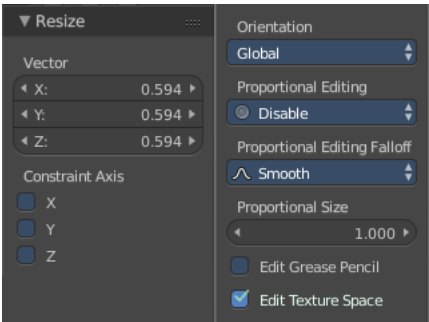 Resize
Vector
X: 0.594
Y: 0.594
Z: 0.594
Constraint Axis
X
Y
Z
Orientation
Global
Proportional Editing
Disable
Proportional Editing Falloff
Smooth
Proportional Size
1.000
Edit Grease Pencil
Edit Texture Space